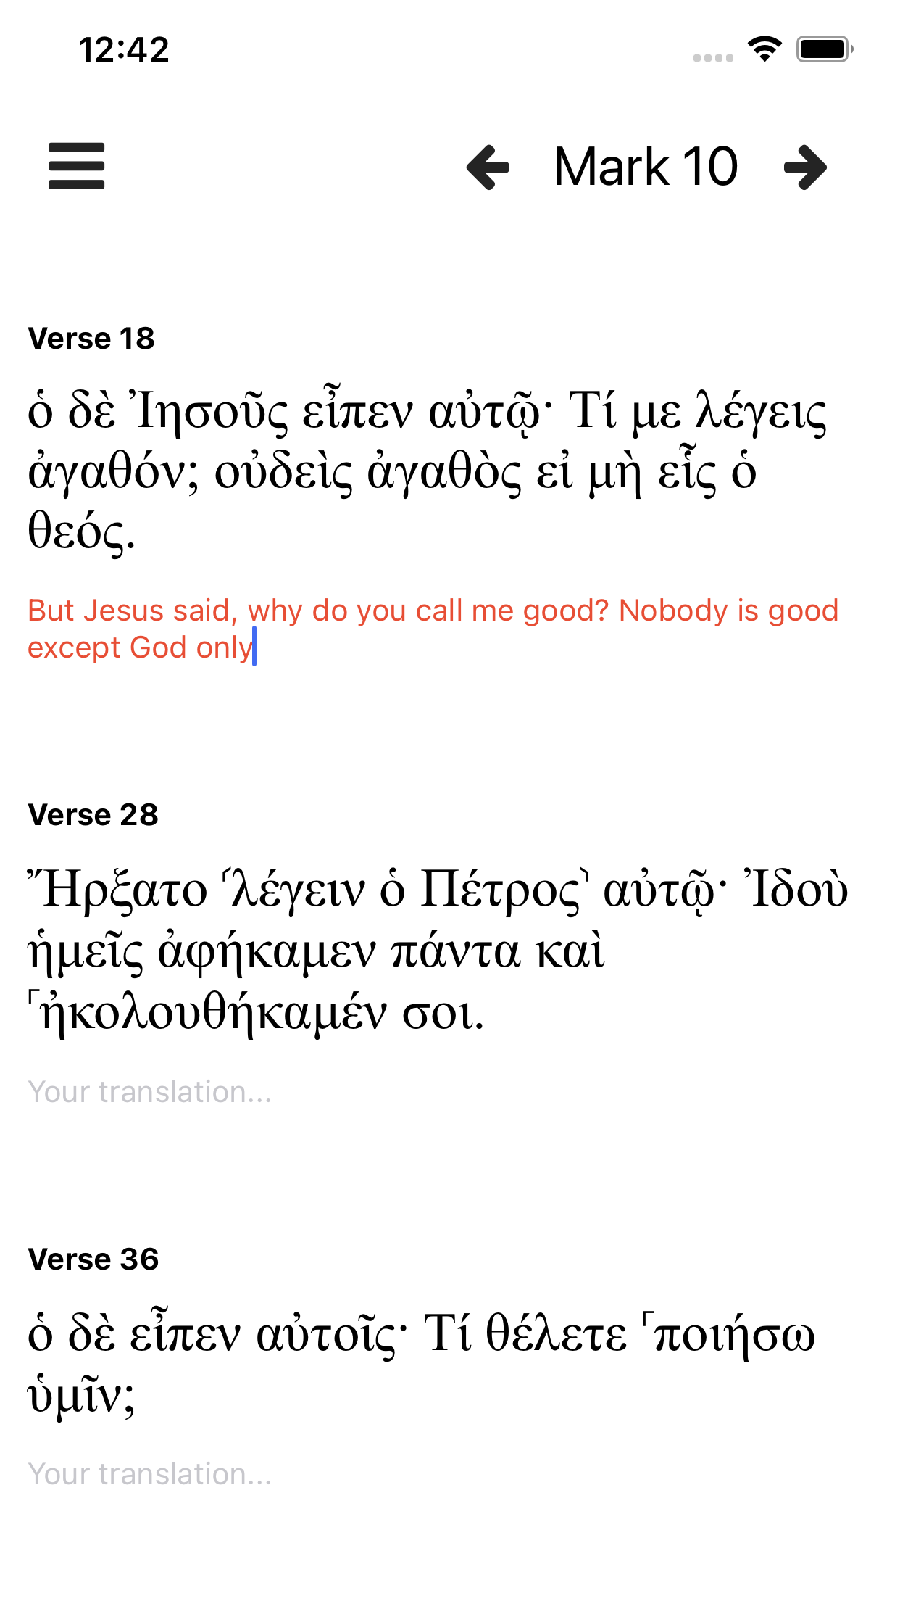 12:42
Mark 10
Verse 18
ὁ δὲ Ἰησοῦς εἶπεν αὐτῷ· Τί με λέγεις
ἀγαθόν; οὐδεὶς ἀγαθὸς εἰ μὴ εἷς ὁ
θεός.
But Jesus said, why do you call me good? Nobody is good
except God only
Verse 28
Ἤρξατο ⸂λέγειν ὁ Πέτρος⸃ αὐτῷ· Ἰδοὺ
ἡμεῖς ἀφήκαμεν πάντα καὶ
⸀ἠκολουθήκαμέν σοι.
Your translation...
Verse 36
ὁ δὲ εἶπεν αὐτοῖς· Τί θέλετε ⸀ποιήσω
ὑμῖν;
Your translation...